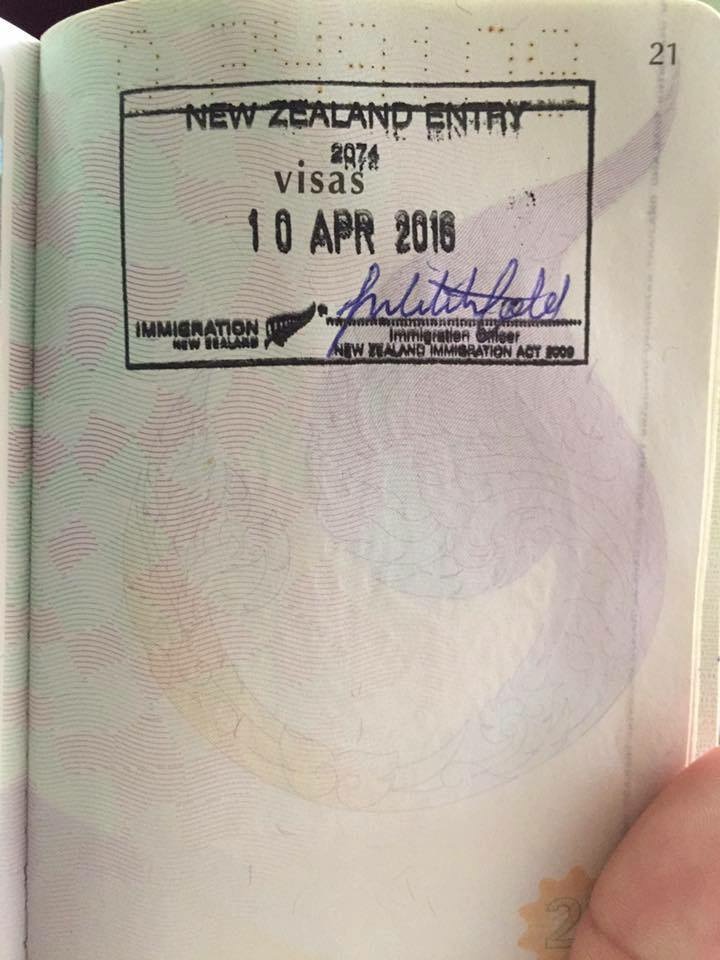 21
NEW ZEALAND ENTRY
2074
visas
10 APR 2016
IMMIGRATION
NEW ZEALAND
Immigration Officer
NEW ZEALAND IMMIGRATION ACT 2009
2